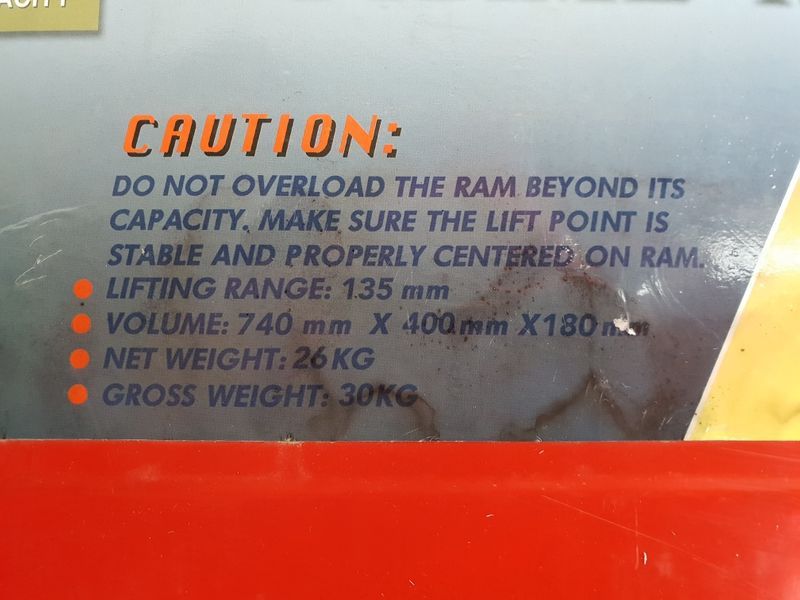 CAUTION:
DO NOT OVERLOAD THE RAM BEYOND ITS
CAPACITY. MAKE SURE THE LIFT POINT IS
STABLE AND PROPERLY CENTERED ON RAM.
● LIFTING RANGE: 135 mm
● VOLUME: 740 mm X 400mm X180 mm
● NET WEIGHT: 26KG
● GROSS WEIGHT: 30KG